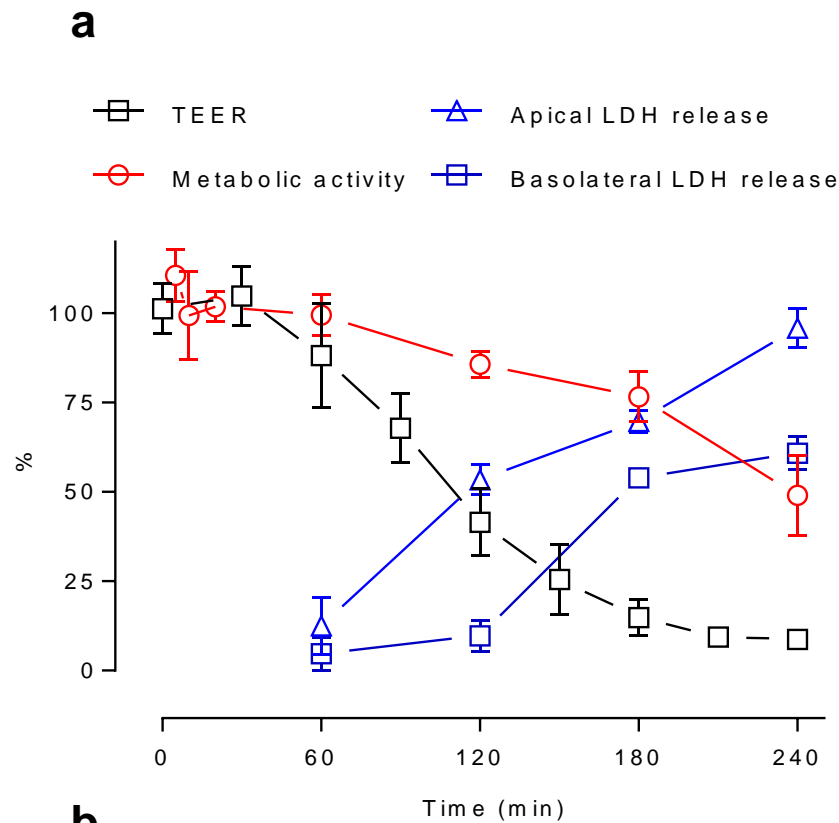 a
TEER
Apical LDH release
Metabolic activity
Basolateral LDH release
100
75
50
25
0
%
0 60 120 180 240
Time (min)
b